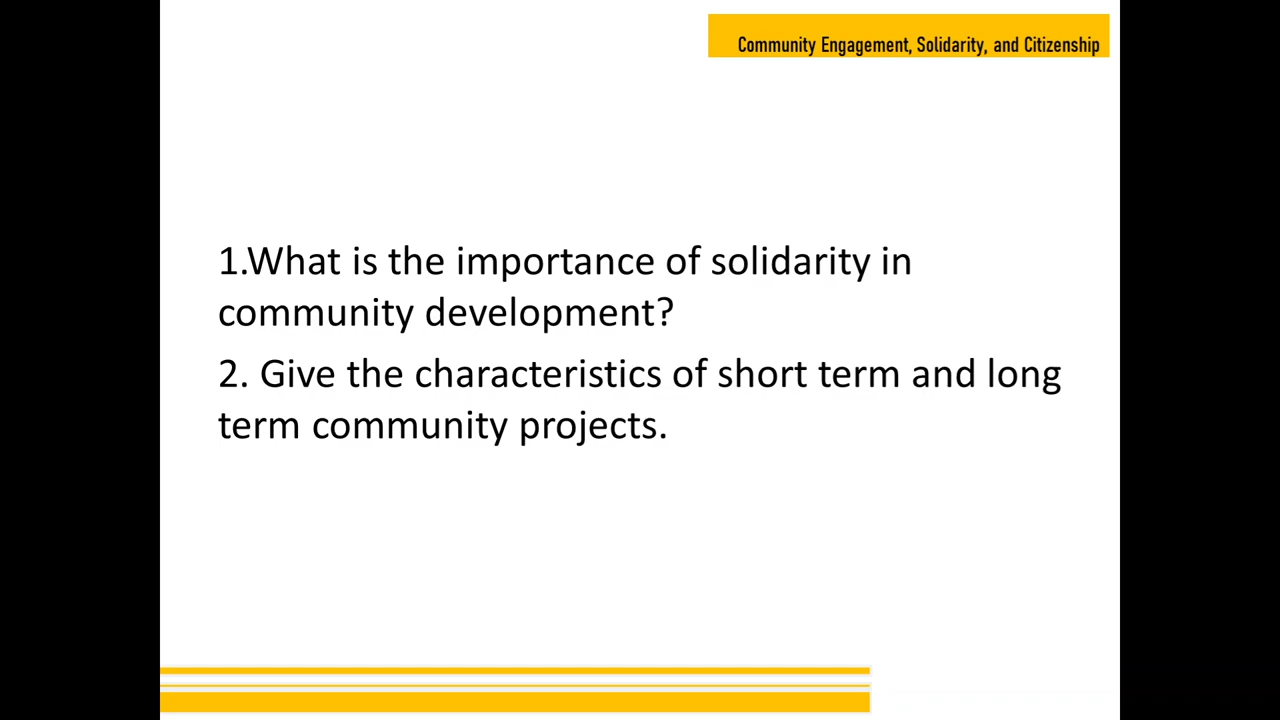 Community Engagement, Solidarity, and Citizenship
1.What is the importance of solidarity in
community development?
2. Give the characteristics of short term and long
term community projects.